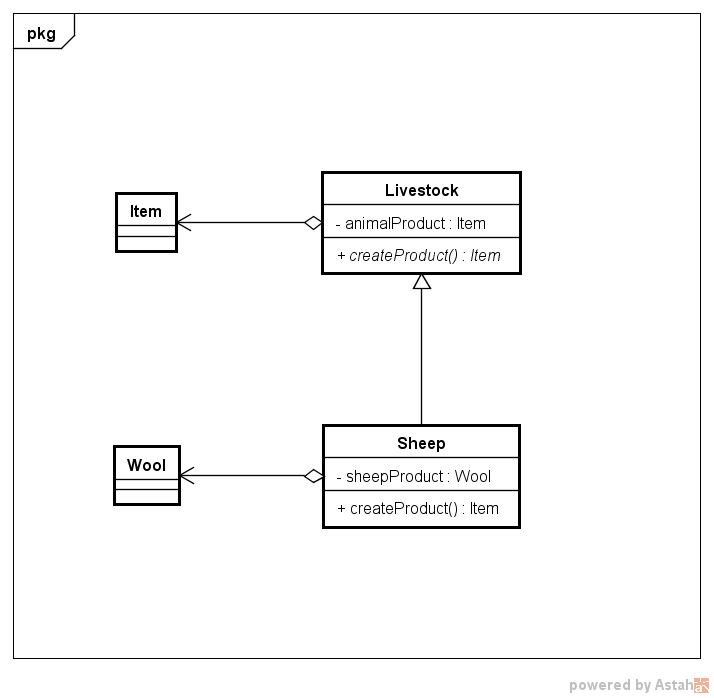 pkg
Livestock
Item
- animalProduct : Item
+ createProduct() : Item
Sheep
Wool
- sheepProduct : Wool
+ createProduct() : Item
powered by Astah